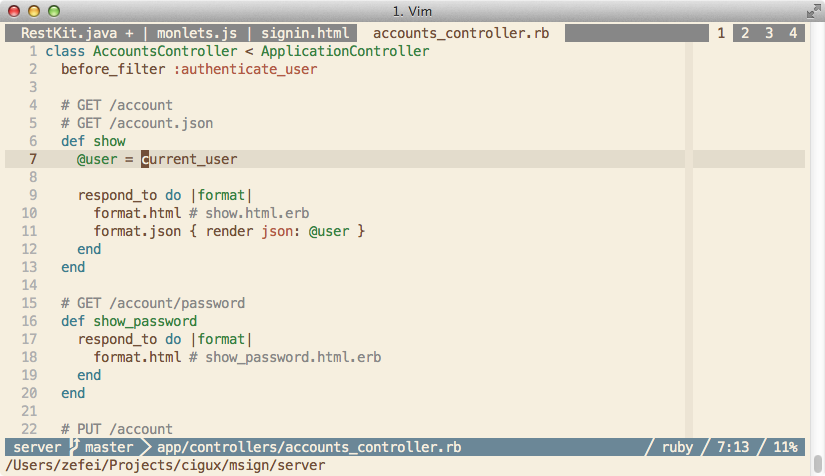 1. Vim
RestKit.java + | monlets.js | signin.html accounts_controller.rb 1 2 3 4
1 class AccountsController < ApplicationController
2   before_filter :authenticate_user
3
4   # GET /account
5   # GET /account.json
6   def show
7     @user = current_user
8
9     respond_to do |format|
10       format.html # show.html.erb
11       format.json { render json: @user }
12     end
13   end
14
15   # GET /account/password
16   def show_password
17     respond_to do |format|
18       format.html # show_password.html.erb
19     end
20   end
21
22   # PUT /account
server master app/controllers/accounts_controller.rb ruby 7:13 11%
/Users/zefei/Projects/cigux/msign/server